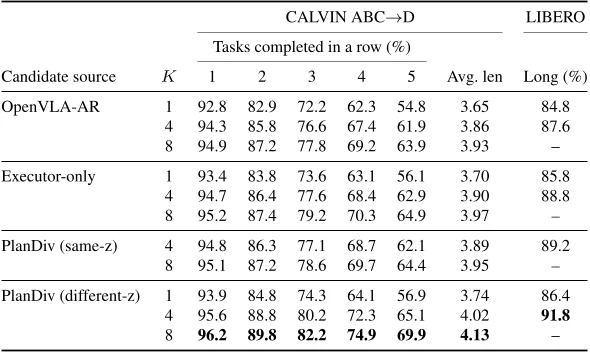 CALVIN ABC→D LIBERO
Tasks completed in a row (%)
Candidate source K 1 2 3 4 5 Avg. len Long (%)
OpenVLA-AR 1 92.8 82.9 72.2 62.3 54.8 3.65 84.8
4 94.3 85.8 76.6 67.4 61.9 3.86 87.6
8 94.9 87.2 77.8 69.2 63.9 3.93 –
Executor-only 1 93.4 83.8 73.6 63.1 56.1 3.70 85.8
4 94.7 86.4 77.6 68.4 62.9 3.90 88.8
8 95.2 87.4 79.2 70.3 64.9 3.97 –
PlanDiv (same-z) 4 94.8 86.3 77.1 68.7 62.1 3.89 89.2
8 95.1 87.2 78.6 69.7 64.4 3.95 –
PlanDiv (different-z) 1 93.9 84.8 74.3 64.1 56.9 3.74 86.4
4 95.6 88.8 80.2 72.3 65.1 4.02 91.8
8 96.2 89.8 82.2 74.9 69.9 4.13 –